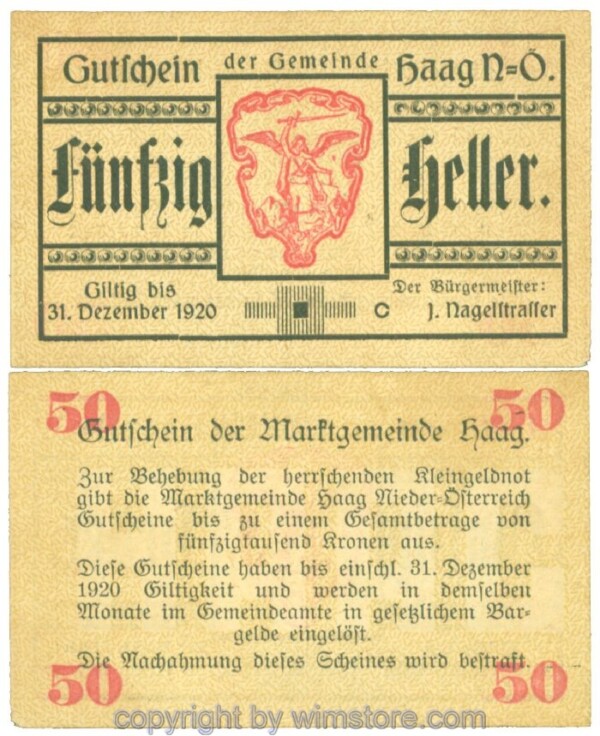 Gutschein der Gemeinde Haag N=Ö.
Fünfzig Heller.
Giltig bis
31. Dezember 1920
C
Der Bürgermeister:
J. Nagelstrasser
50 50
Gutschein der Marktgemeinde Haag.
Zur Behebung der herrschenden Kleingeldnot
gibt die Marktgemeinde Haag Nieder-Österreich
Gutscheine bis zu einem Gesamtbetrage von
fünfzigtausend Kronen aus.
Diese Gutscheine haben bis einschl. 31. Dezember
1920 Giltigkeit und werden in demselben
Monate im Gemeindeamte in gesetzlichem Bar-
gelde eingelöst.
Die Nachahmung dieses Scheines wird bestraft.
50 50
copyright by wimstore.com